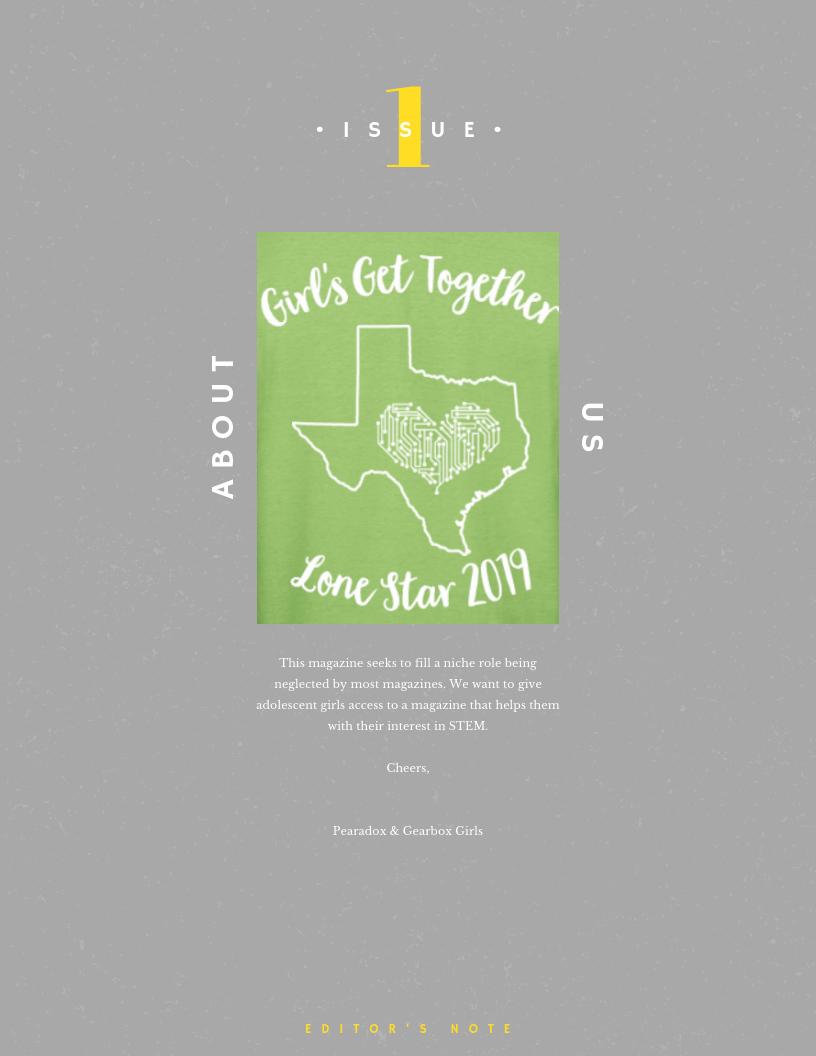 1
• ISSUE •
ABOUT
US
Girl's Get Together
Lone Star 2019
This magazine seeks to fill a niche role being
neglected by most magazines. We want to give
adolescent girls access to a magazine that helps them
with their interest in STEM.
Cheers,
Pearadox & Gearbox Girls
EDITOR'S NOTE